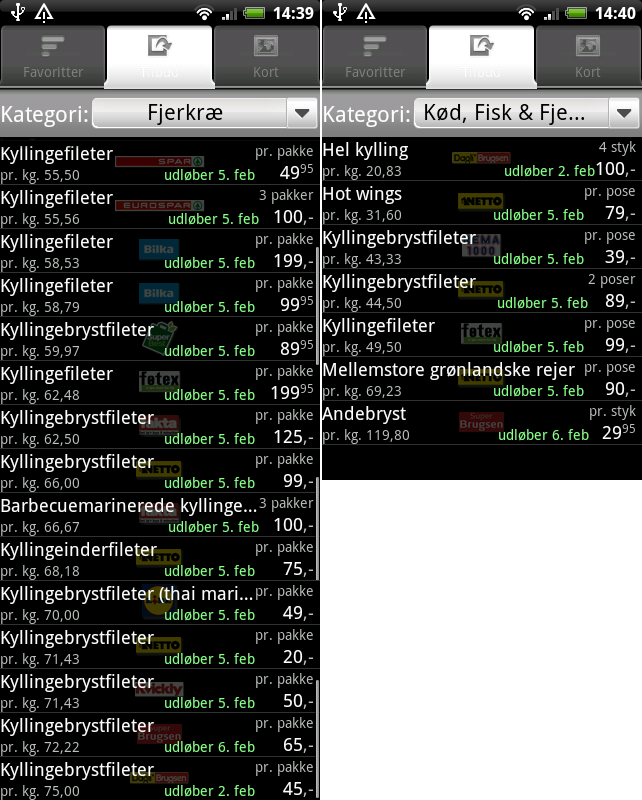 14:39
Favoritter
Tilbud
Kort
Kategori: Fjerkræ
Kyllingefileter SPAR pr. pakke
pr. kg. 55,50 udløber 5. feb 4995
Kyllingefileter EUROSPAR 3 pakker
pr. kg. 55,56 udløber 5. feb 100,-
Kyllingefileter Bilka pr. pakke
pr. kg. 58,53 udløber 5. feb 199,-
Kyllingefileter Bilka pr. pakke
pr. kg. 58,79 udløber 5. feb 9995
Kyllingebrystfileter Super Best pr. pakke
pr. kg. 59,97 udløber 5. feb 8995
Kyllingefileter føtex pr. pakke
pr. kg. 62,48 udløber 5. feb 19995
Kyllingebrystfileter fakta pr. pakke
pr. kg. 62,50 udløber 5. feb 125,-
Kyllingebrystfileter NETTO pr. pakke
pr. kg. 66,00 udløber 5. feb 99,-
Barbecuemarinerede kyllinge... fakta 3 pakker
pr. kg. 66,67 udløber 5. feb 100,-
Kyllingeinderfileter NETTO pr. pakke
pr. kg. 68,18 udløber 5. feb 75,-
Kyllingebrystfileter (thai mari... pr. pakke
pr. kg. 70,00 udløber 5. feb 49,-
Kyllingebrystfileter NETTO pr. pakke
pr. kg. 71,43 udløber 5. feb 20,-
Kyllingebrystfileter Kvickly pr. pakke
pr. kg. 71,43 udløber 5. feb 50,-
Kyllingebrystfileter Super Brugsen pr. pakke
pr. kg. 72,22 udløber 6. feb 65,-
Kyllingebrystfileter Dagli'Brugsen pr. pakke
pr. kg. 75,00 udløber 2. feb 45,-
14:40
Favoritter
Tilbud
Kort
Kategori: Kød, Fisk & Fje...
Hel kylling Dagli'Brugsen 4 styk
pr. kg. 20,83 udløber 2. feb 100,-
Hot wings NETTO pr. pose
pr. kg. 31,60 udløber 5. feb 79,-
Kyllingebrystfileter REMA 1000 pr. pose
pr. kg. 43,33 udløber 5. feb 39,-
Kyllingebrystfileter NETTO 2 poser
pr. kg. 44,50 udløber 5. feb 89,-
Kyllingefileter føtex pr. pose
pr. kg. 49,50 udløber 5. feb 99,-
Mellemstore grønlandske rejer NETTO pr. pose
pr. kg. 69,23 udløber 5. feb 90,-
Andebryst Super Brugsen pr. styk
pr. kg. 119,80 udløber 6. feb 2995